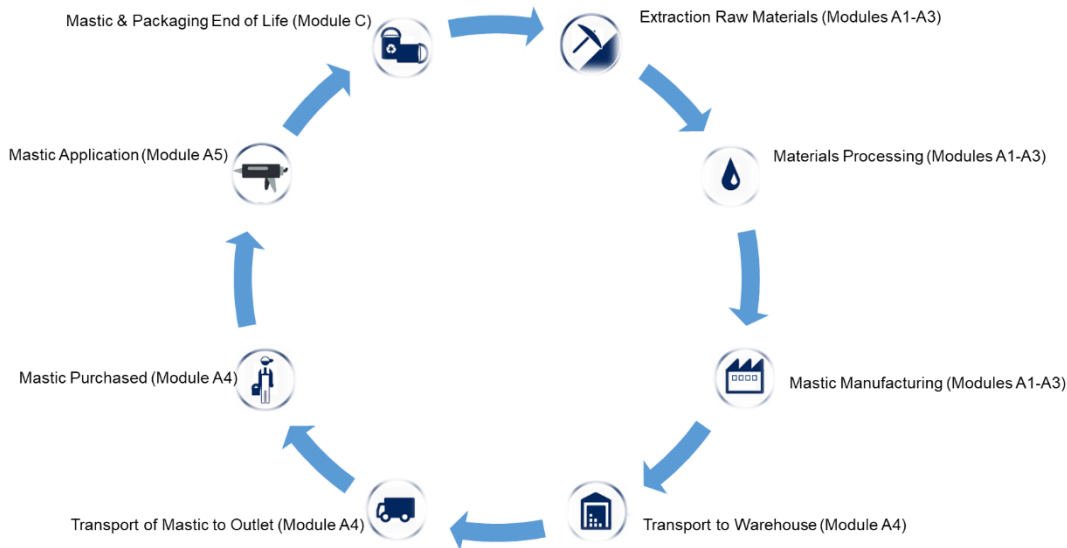 Mastic & Packaging End of Life (Module C)
Extraction Raw Materials (Modules A1-A3)
Mastic Application (Module A5)
Materials Processing (Modules A1-A3)
Mastic Purchased (Module A4)
Mastic Manufacturing (Modules A1-A3)
Transport of Mastic to Outlet (Module A4)
Transport to Warehouse (Module A4)